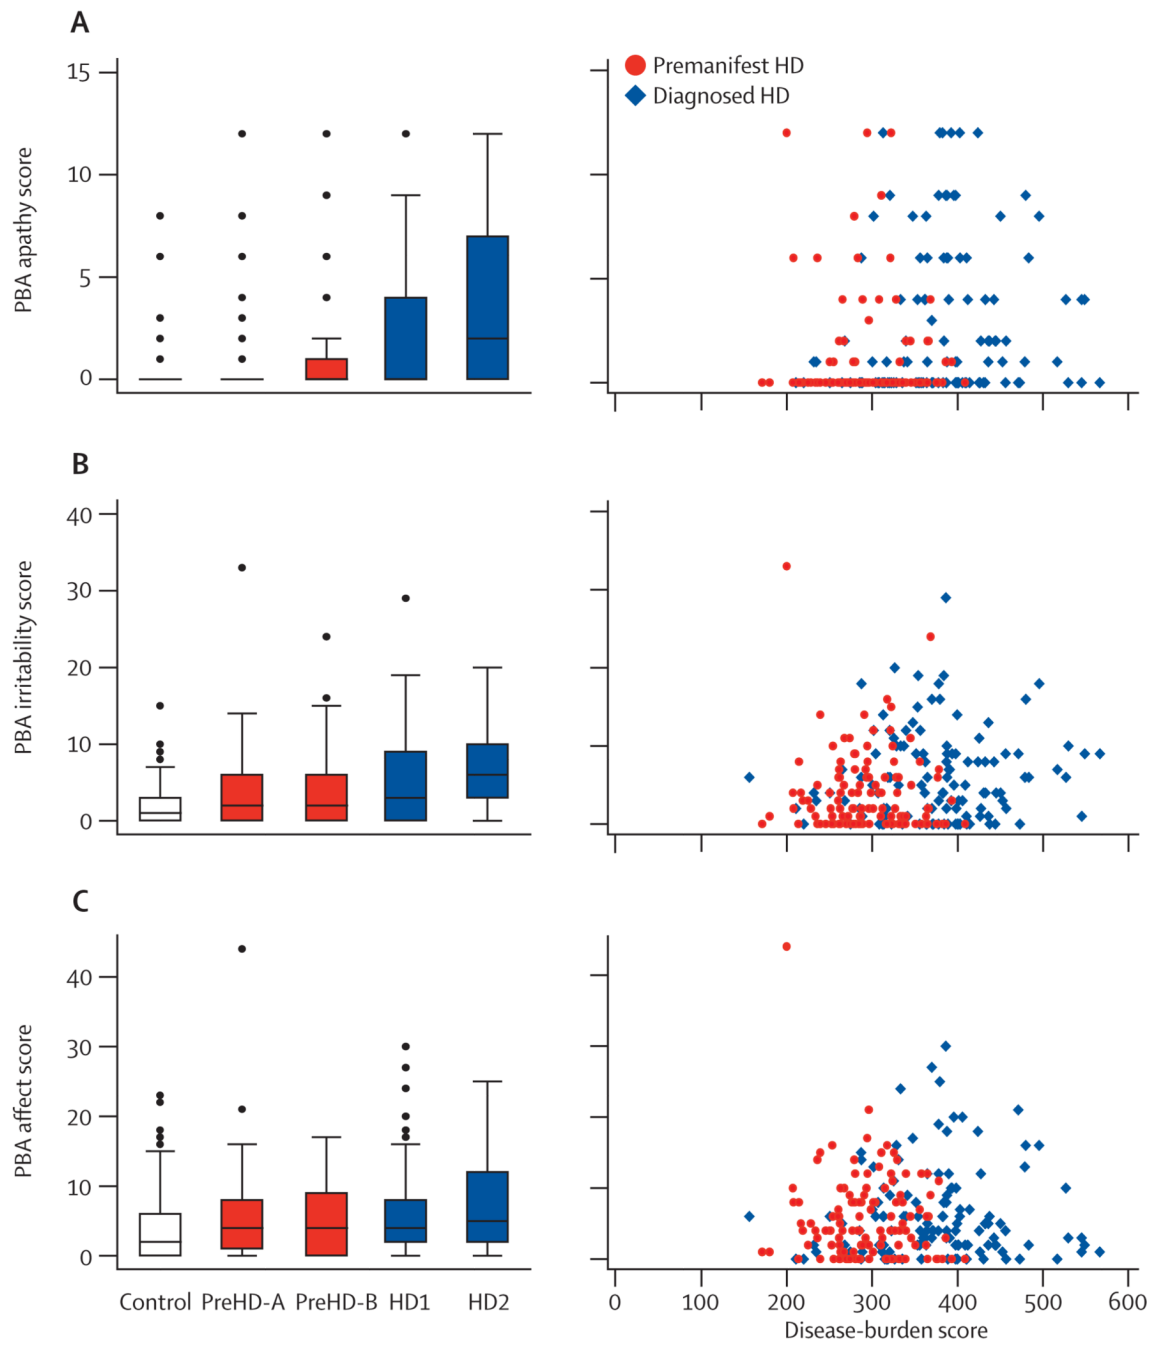 A
PBA apathy score
15
10
5
0
Premanifest HD
Diagnosed HD
B
PBA irritability score
40
30
20
10
0
C
PBA affect score
40
30
20
10
0
Control PreHD-A PreHD-B HD1 HD2
0 100 200 300 400 500 600
Disease-burden score